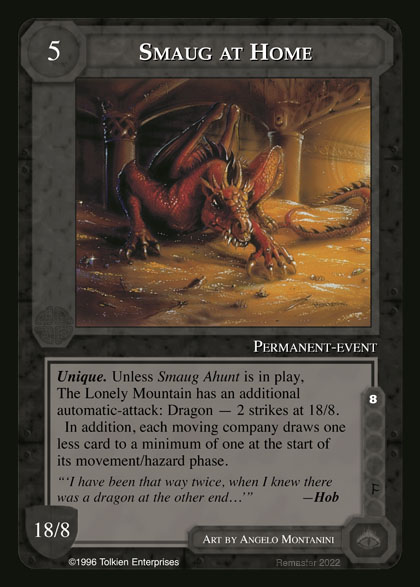 5
SMAUG AT HOME
PERMANENT-EVENT
Unique. Unless Smaug Ahunt is in play,
The Lonely Mountain has an additional
automatic-attack: Dragon — 2 strikes at 18/8.
In addition, each moving company draws one
less card to a minimum of one at the start of
its movement/hazard phase.
8
“‘I have been that way twice, when I knew there
was a dragon at the other end…’” —Hob
F
18/8
ART BY ANGELO MONTANINI
©1996 Tolkien Enterprises
Remaster 2022